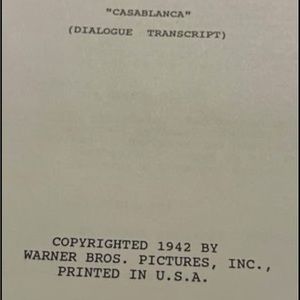 "CASABLANCA"
(DIALOGUE TRANSCRIPT)
COPYRIGHTED 1942 BY
WARNER BROS. PICTURES, INC.,
PRINTED IN U.S.A.